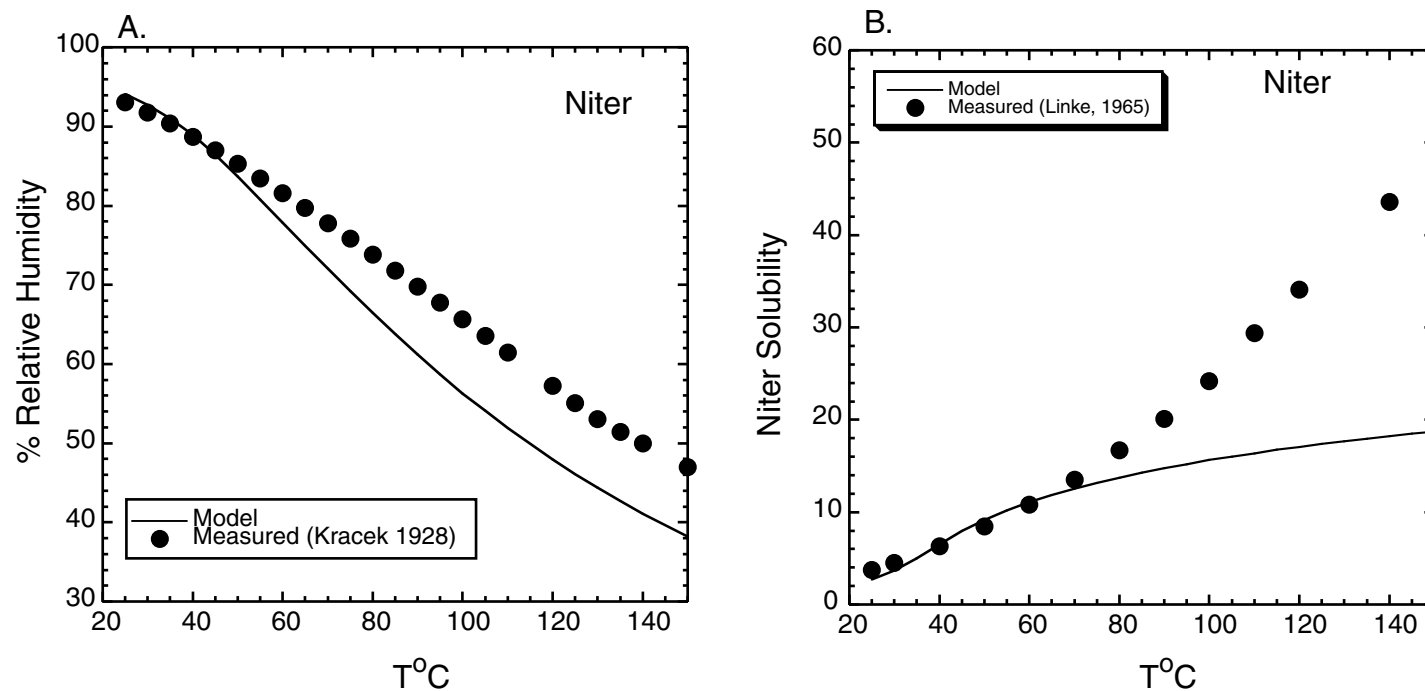 A.
Niter
% Relative Humidity
100
90
80
70
60
50
40
30
Model
Measured (Kracek 1928)
20 40 60 80 100 120 140
T°C
B.
Niter
Niter Solubility
60
50
40
30
20
10
0
Model
Measured (Linke, 1965)
20 40 60 80 100 120 140
T°C